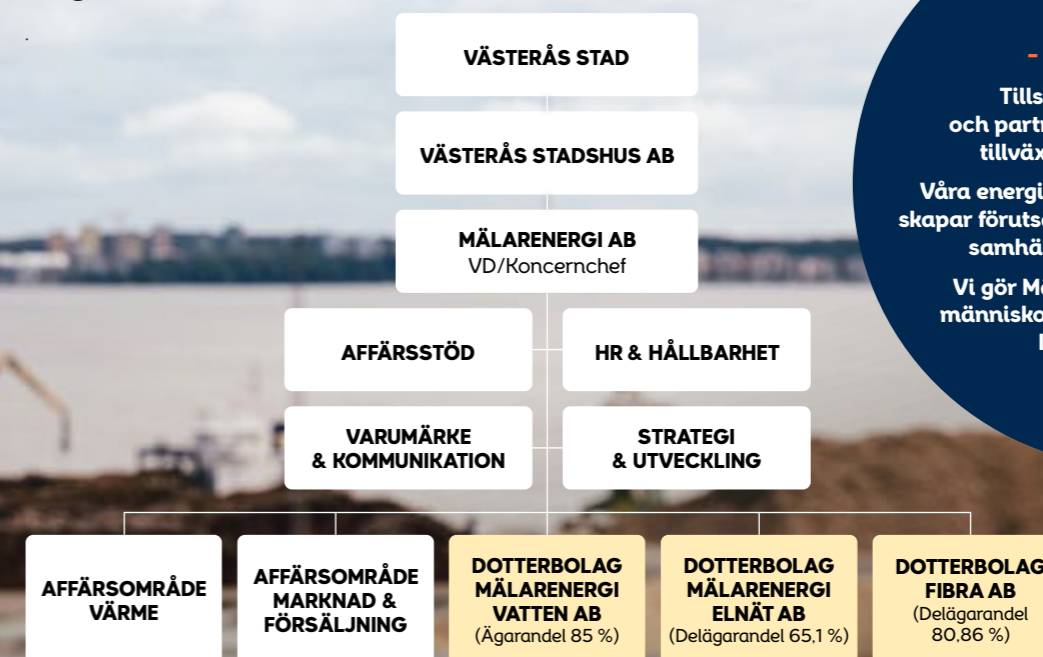 VÄSTERÅS STAD
VÄSTERÅS STADSHUS AB
MÄLARENERGI AB
VD/Koncernchef
AFFÄRSSTÖD
HR & HÅLLBARHET
VARUMÄRKE
& KOMMUNIKATION
STRATEGI
& UTVECKLING
AFFÄRSOMRÅDE
VÄRME
AFFÄRSOMRÅDE
MARKNAD &
FÖRSÄLJNING
DOTTERBOLAG
MÄLARENERGI
VATTEN AB
(Ägarandel 85 %)
DOTTERBOLAG
MÄLARENERGI
ELNÄT AB
(Delägarandel 65,1 %)
DOTTERBOLAG
FIBRA AB
(Delägarandel
80,86 %)
-
Tills
och partn
tillväx
Våra energi
skapar föruts
samhä
Vi gör Mä
människo